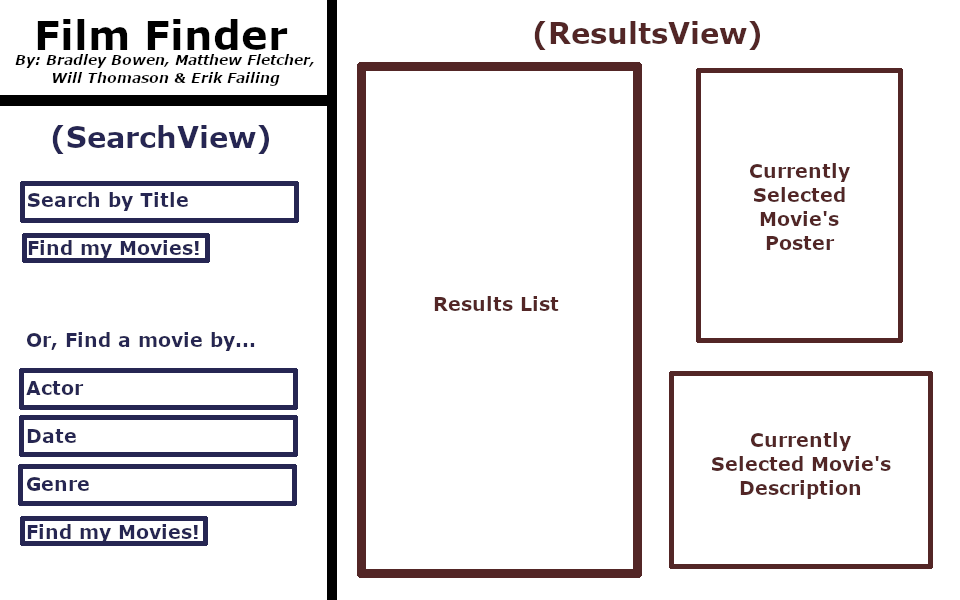 Film Finder
By: Bradley Bowen, Matthew Fletcher,
Will Thomason & Erik Failing
(SearchView)
Search by Title
Find my Movies!
Or, Find a movie by...
Actor
Date
Genre
Find my Movies!
(ResultsView)
Results List
Currently
Selected
Movie's
Poster
Currently
Selected Movie's
Description